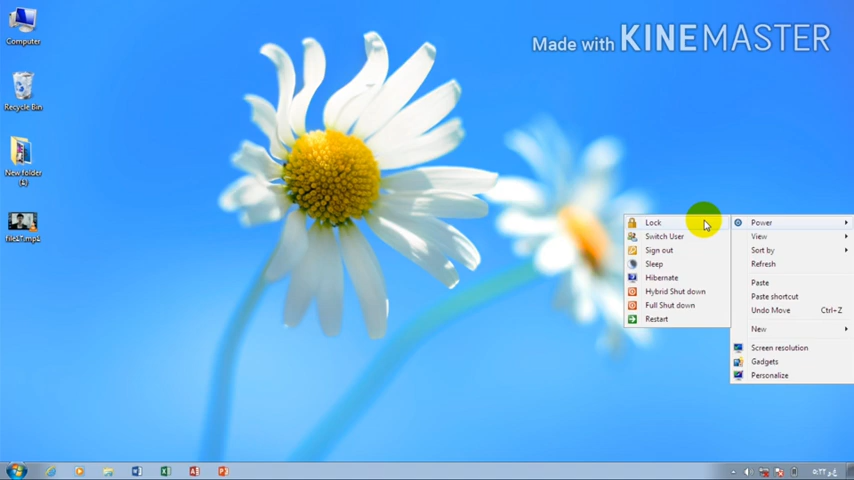 Computer
Recycle Bin
New folder
(4)
Made with KINEMASTER
Lock
Switch User
Sign out
Sleep
Hibernate
Hybrid Shut down
Full Shut down
Restart
Power
View
Sort by
Refresh
Paste
Paste shortcut
Undo Move Ctrl+Z
New
Screen resolution
Gadgets
Personalize